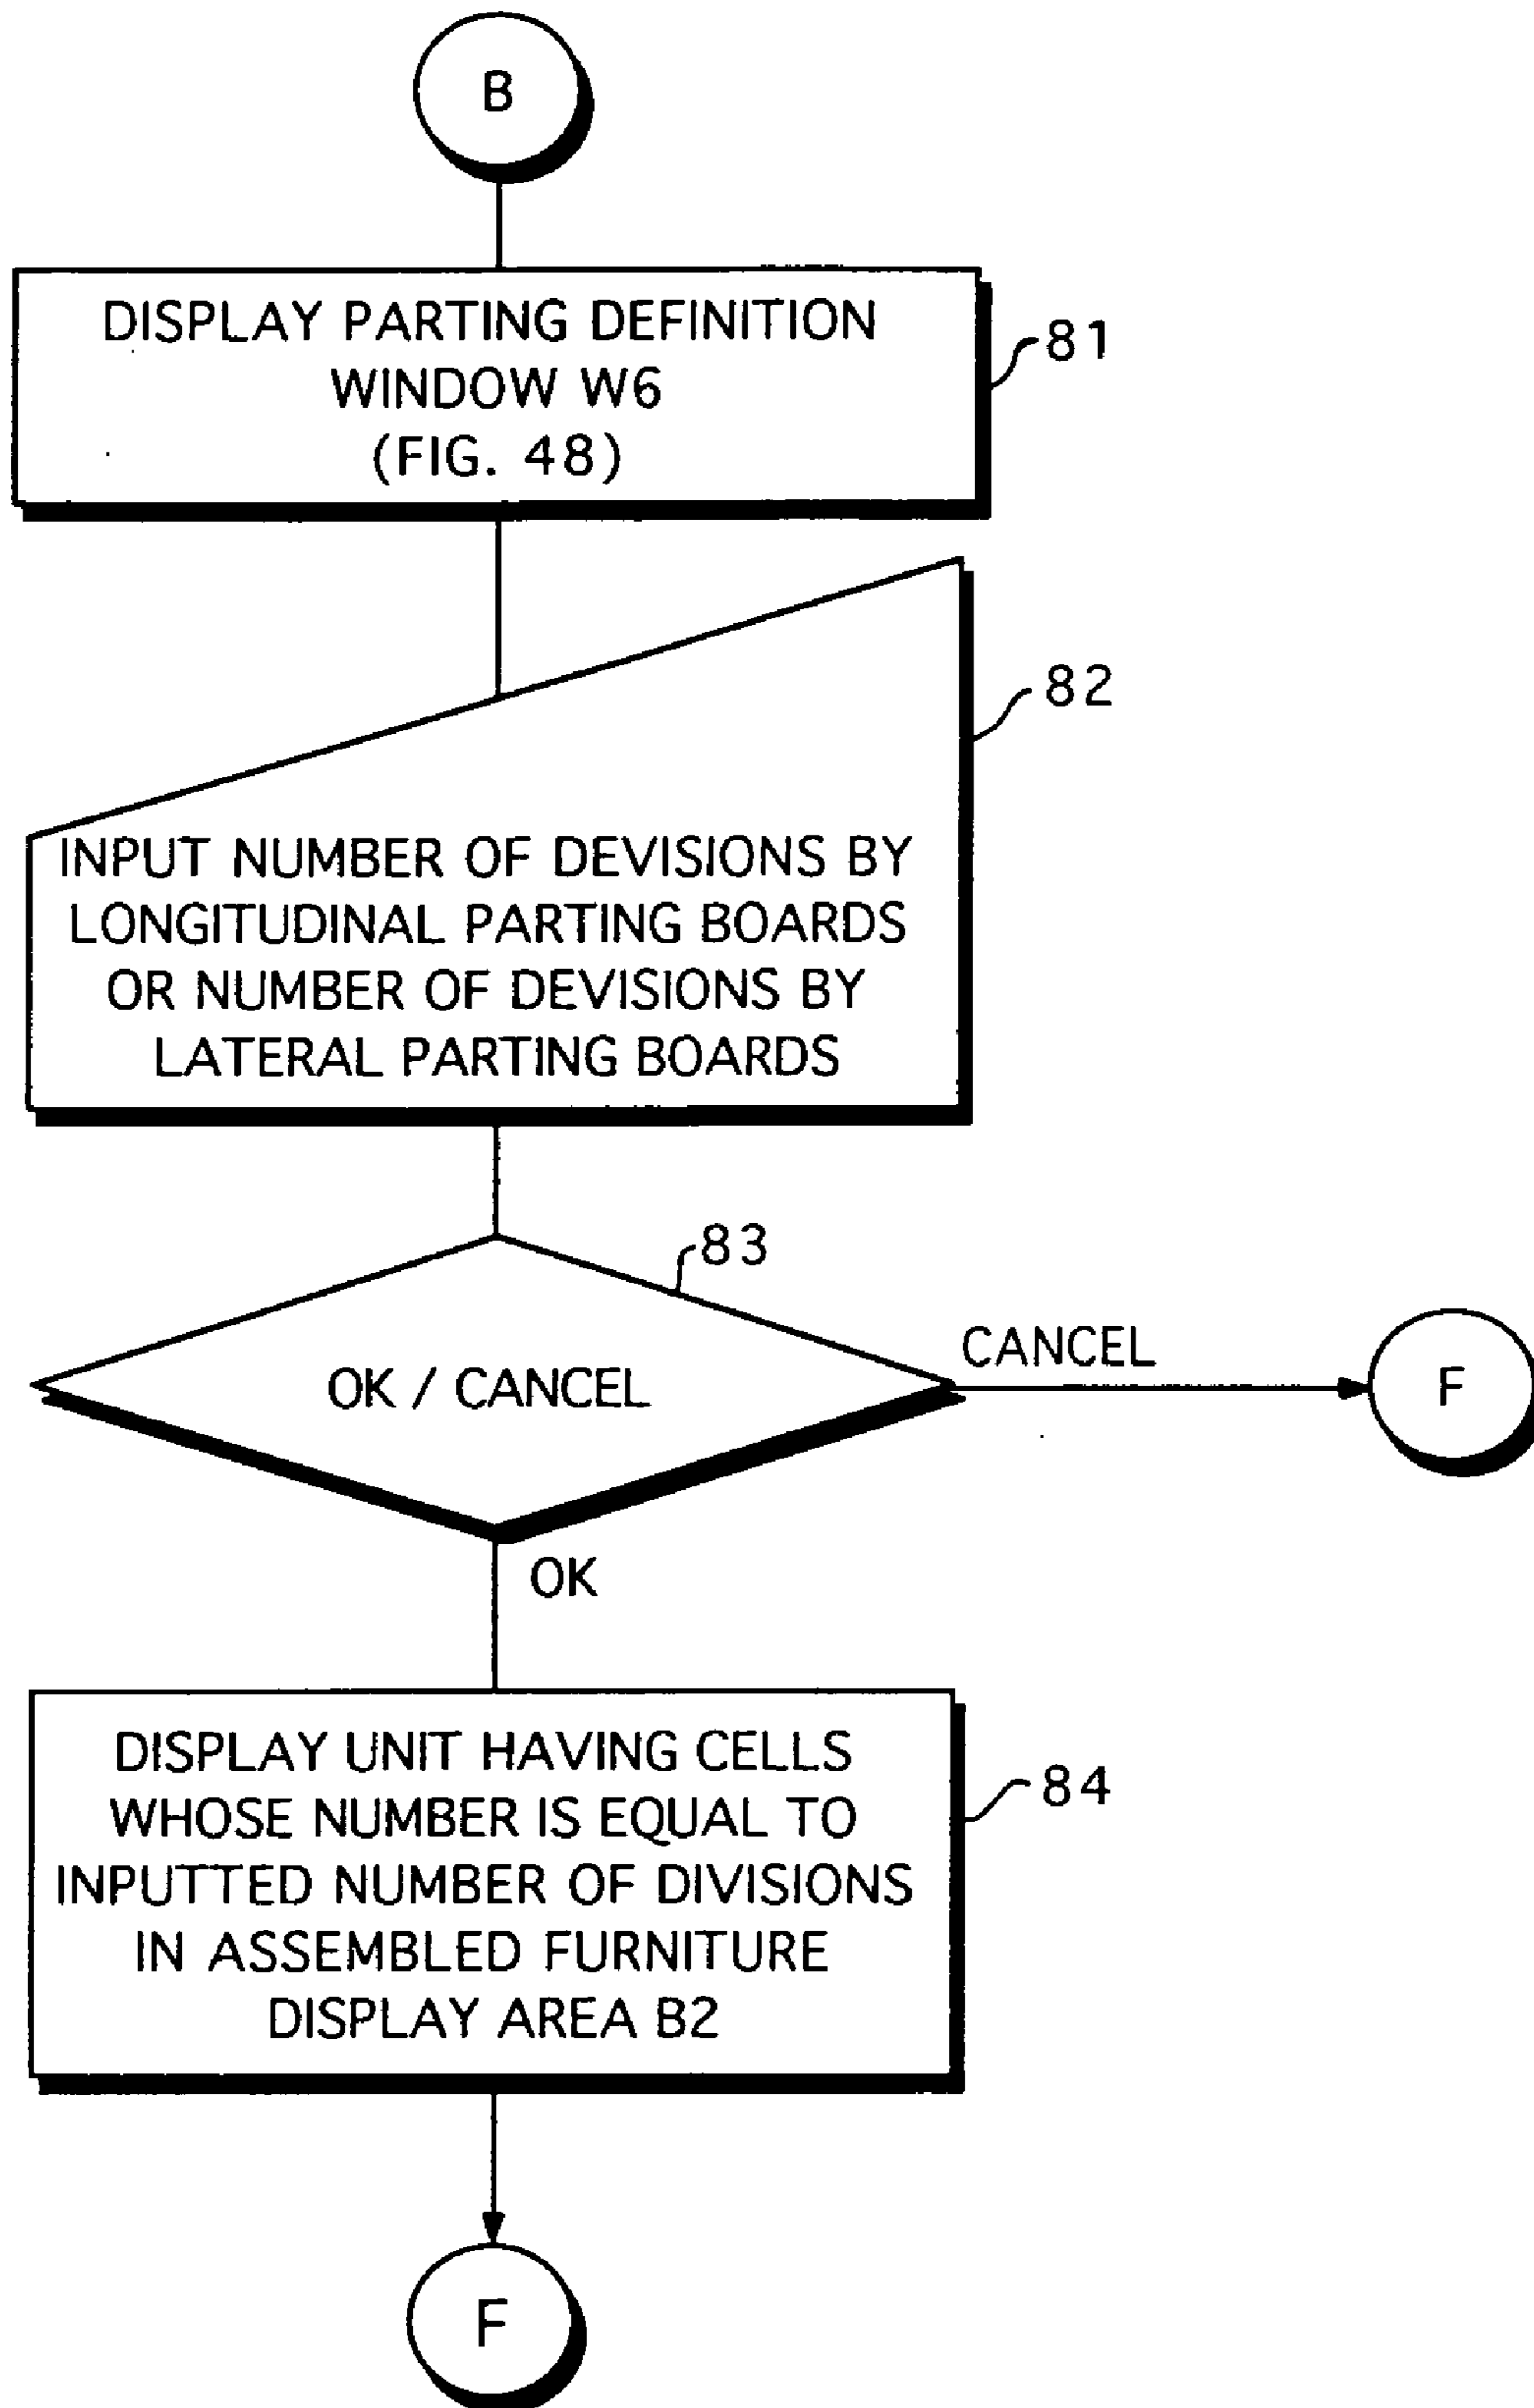 B
DISPLAY PARTING DEFINITION
WINDOW W6
(FIG. 48)
81
82
INPUT NUMBER OF DEVISIONS BY
LONGITUDINAL PARTING BOARDS
OR NUMBER OF DEVISIONS BY
LATERAL PARTING BOARDS
83
OK / CANCEL
CANCEL
F
OK
DISPLAY UNIT HAVING CELLS
WHOSE NUMBER IS EQUAL TO
INPUTTED NUMBER OF DIVISIONS
IN ASSEMBLED FURNITURE
DISPLAY AREA B2
84
F